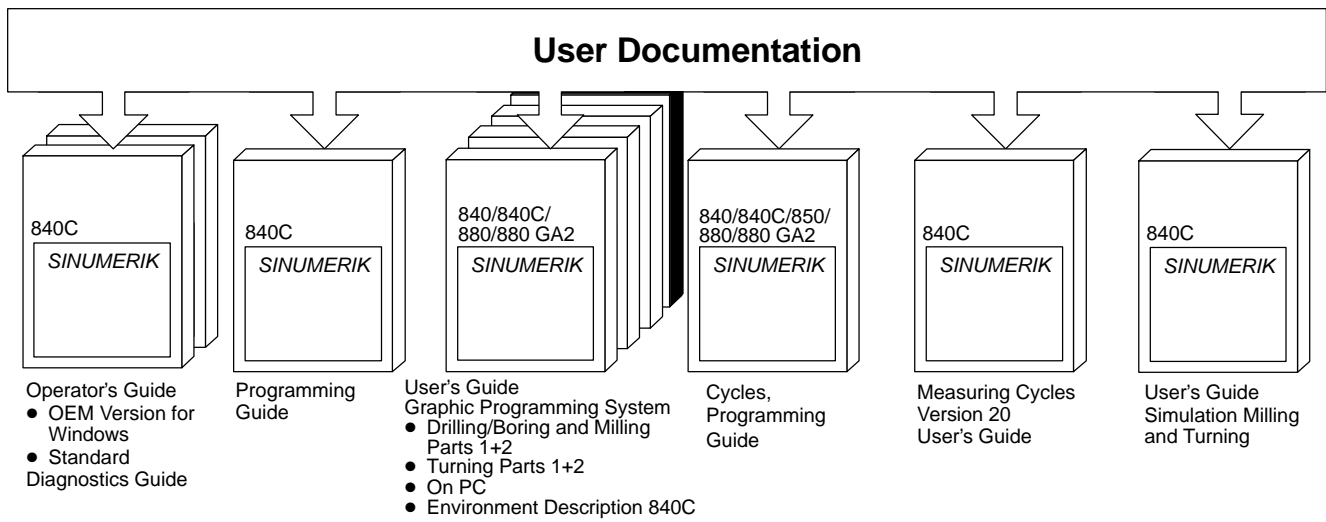 User Documentation
840C
SINUMERIK
Operator's Guide
● OEM Version for
Windows
● Standard
Diagnostics Guide
840C
SINUMERIK
Programming
Guide
840/840C/
880/880 GA2
SINUMERIK
User's Guide
Graphic Programming System
● Drilling/Boring and Milling
Parts 1+2
● Turning Parts 1+2
● On PC
● Environment Description 840C
840/840C/850/
880/880 GA2
SINUMERIK
Cycles,
Programming
Guide
840C
SINUMERIK
Measuring Cycles
Version 20
User's Guide
840C
SINUMERIK
User's Guide
Simulation Milling
and Turning